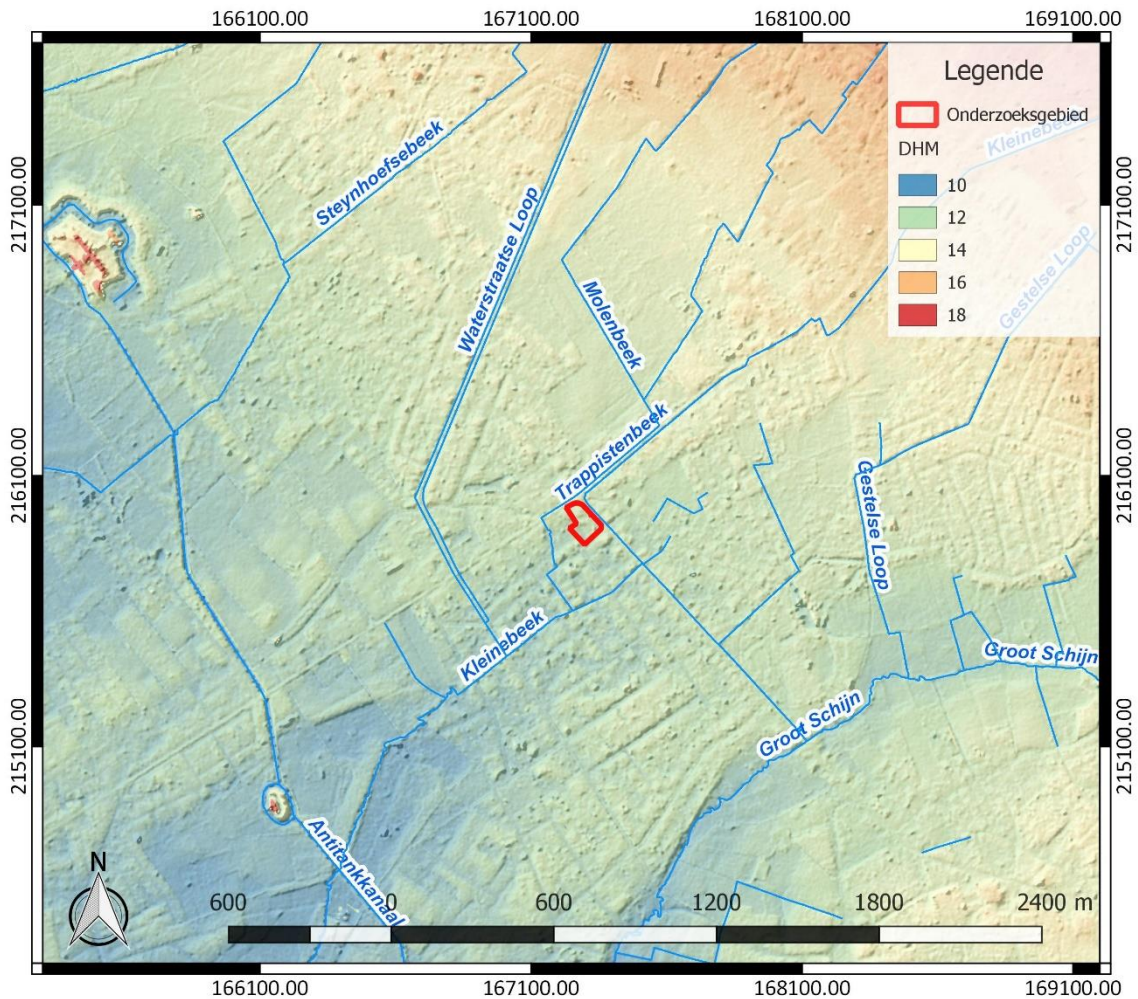 166100.00 167100.00 168100.00 169100.00
Legende
Onderzoeksgebied
DHM
10
12
14
16
18
Kleinebeek
Gestelse Loop
217100.00
217100.00
Steynhoefsebeek
Waterstraatse Loop
Molenbeek
Trappistenbeek
216100.00
216100.00
Gestelse Loop
Kleinebeek
Groot Schijn
Groot Schijn
215100.00
215100.00
Antitankkanaal
N
600 0 600 1200 1800 2400 m
166100.00 167100.00 168100.00 169100.00